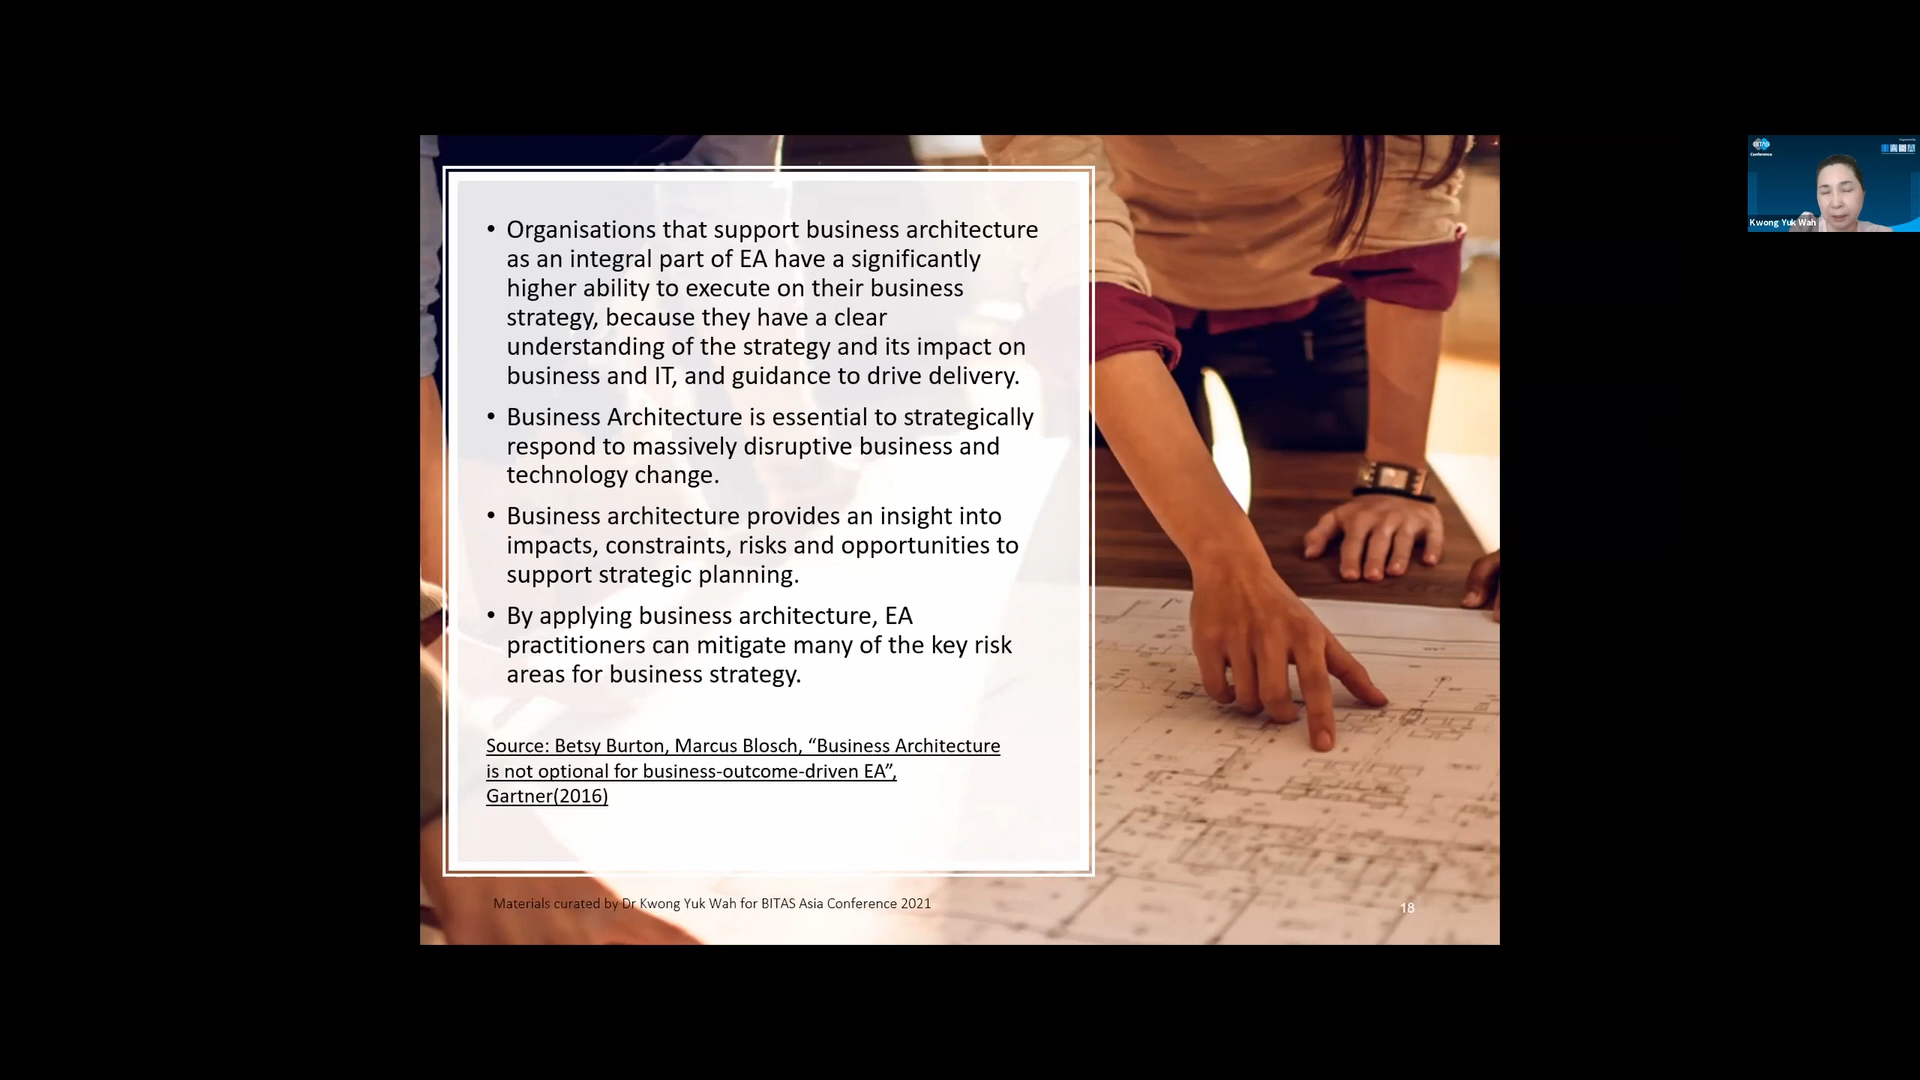 • Organisations that support business architecture
as an integral part of EA have a significantly
higher ability to execute on their business
strategy, because they have a clear
understanding of the strategy and its impact on
business and IT, and guidance to drive delivery.
• Business Architecture is essential to strategically
respond to massively disruptive business and
technology change.
• Business architecture provides an insight into
impacts, constraints, risks and opportunities to
support strategic planning.
• By applying business architecture, EA
practitioners can mitigate many of the key risk
areas for business strategy.
Source: Betsy Burton, Marcus Blosch, “Business Architecture
is not optional for business-outcome-driven EA”,
Gartner(2016)
Materials curated by Dr Kwong Yuk Wah for BITAS Asia Conference 2021
18
BITAS
Conference
Kwong Yuk Wah